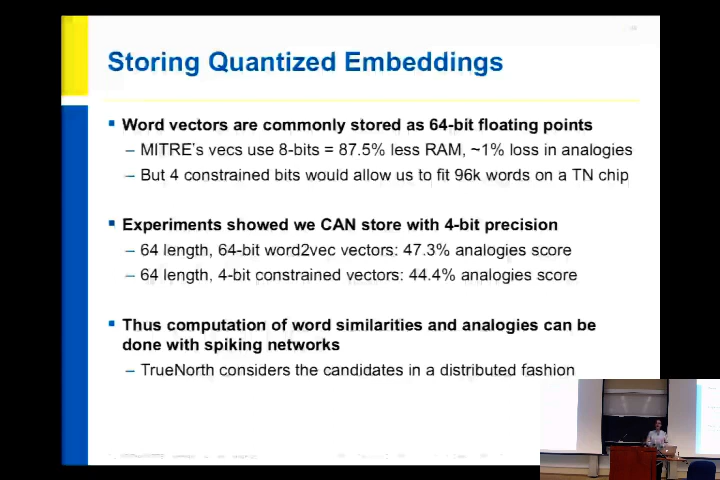 Storing Quantized Embeddings
Word vectors are commonly stored as 64-bit floating points
– MITRE's vecs use 8-bits = 87.5% less RAM, ~1% loss in analogies
– But 4 constrained bits would allow us to fit 96k words on a TN chip
Experiments showed we CAN store with 4-bit precision
– 64 length, 64-bit word2vec vectors: 47.3% analogies score
– 64 length, 4-bit constrained vectors: 44.4% analogies score
Thus computation of word similarities and analogies can be
done with spiking networks
– TrueNorth considers the candidates in a distributed fashion